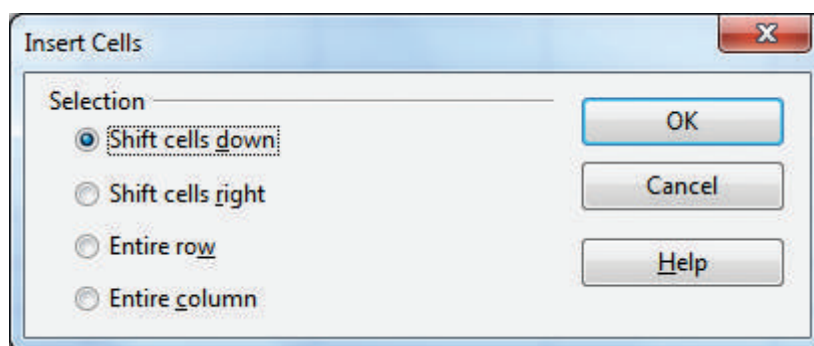 Insert Cells
Selection
Shift cells down
Shift cells right
Entire row
Entire column
OK
Cancel
Help